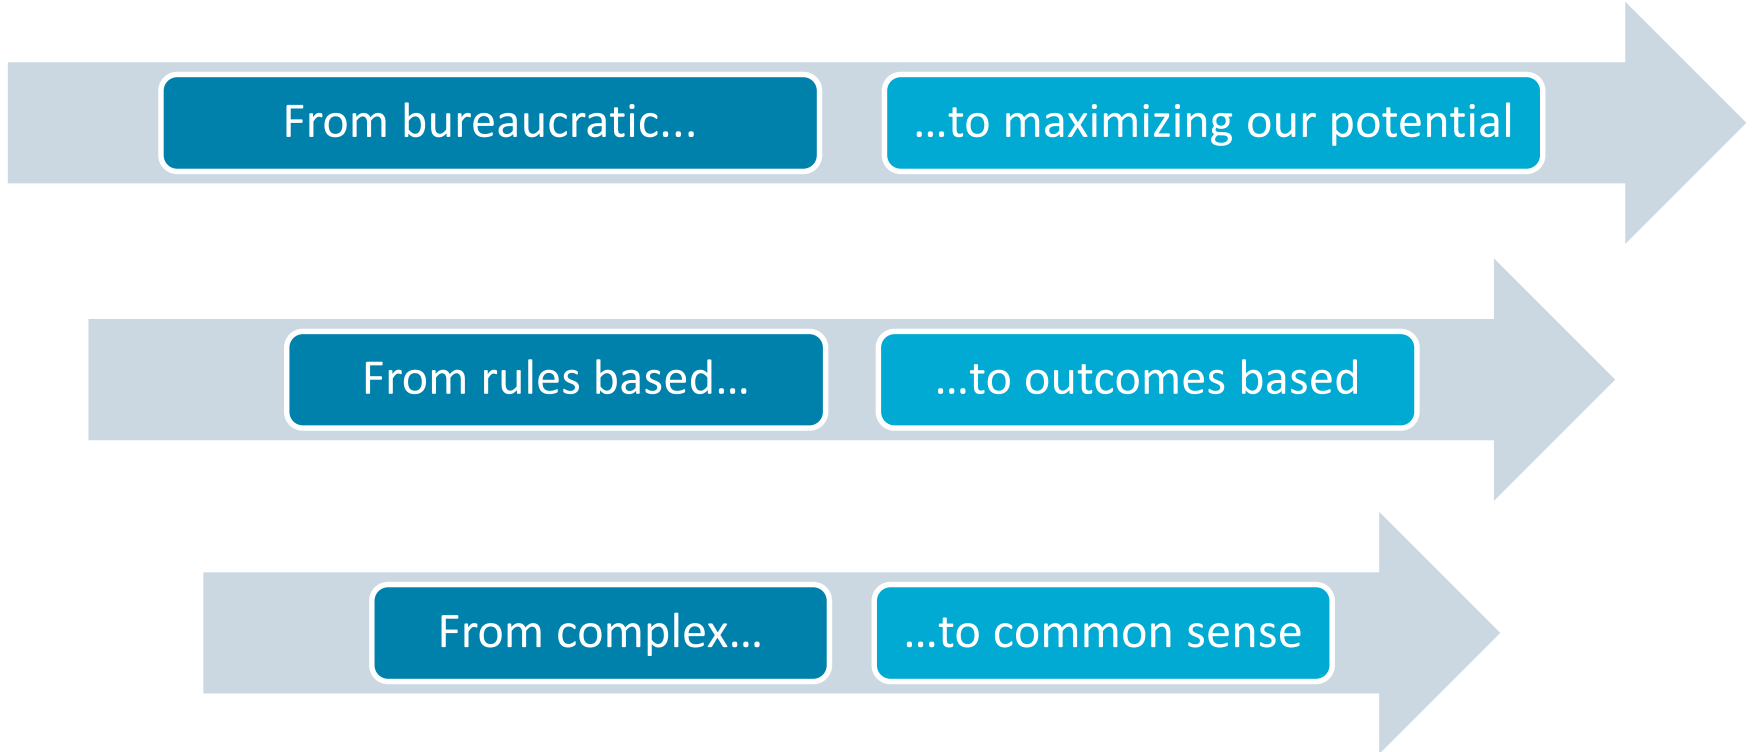 From bureaucratic...
...to maximizing our potential
From rules based...
...to outcomes based
From complex...
...to common sense